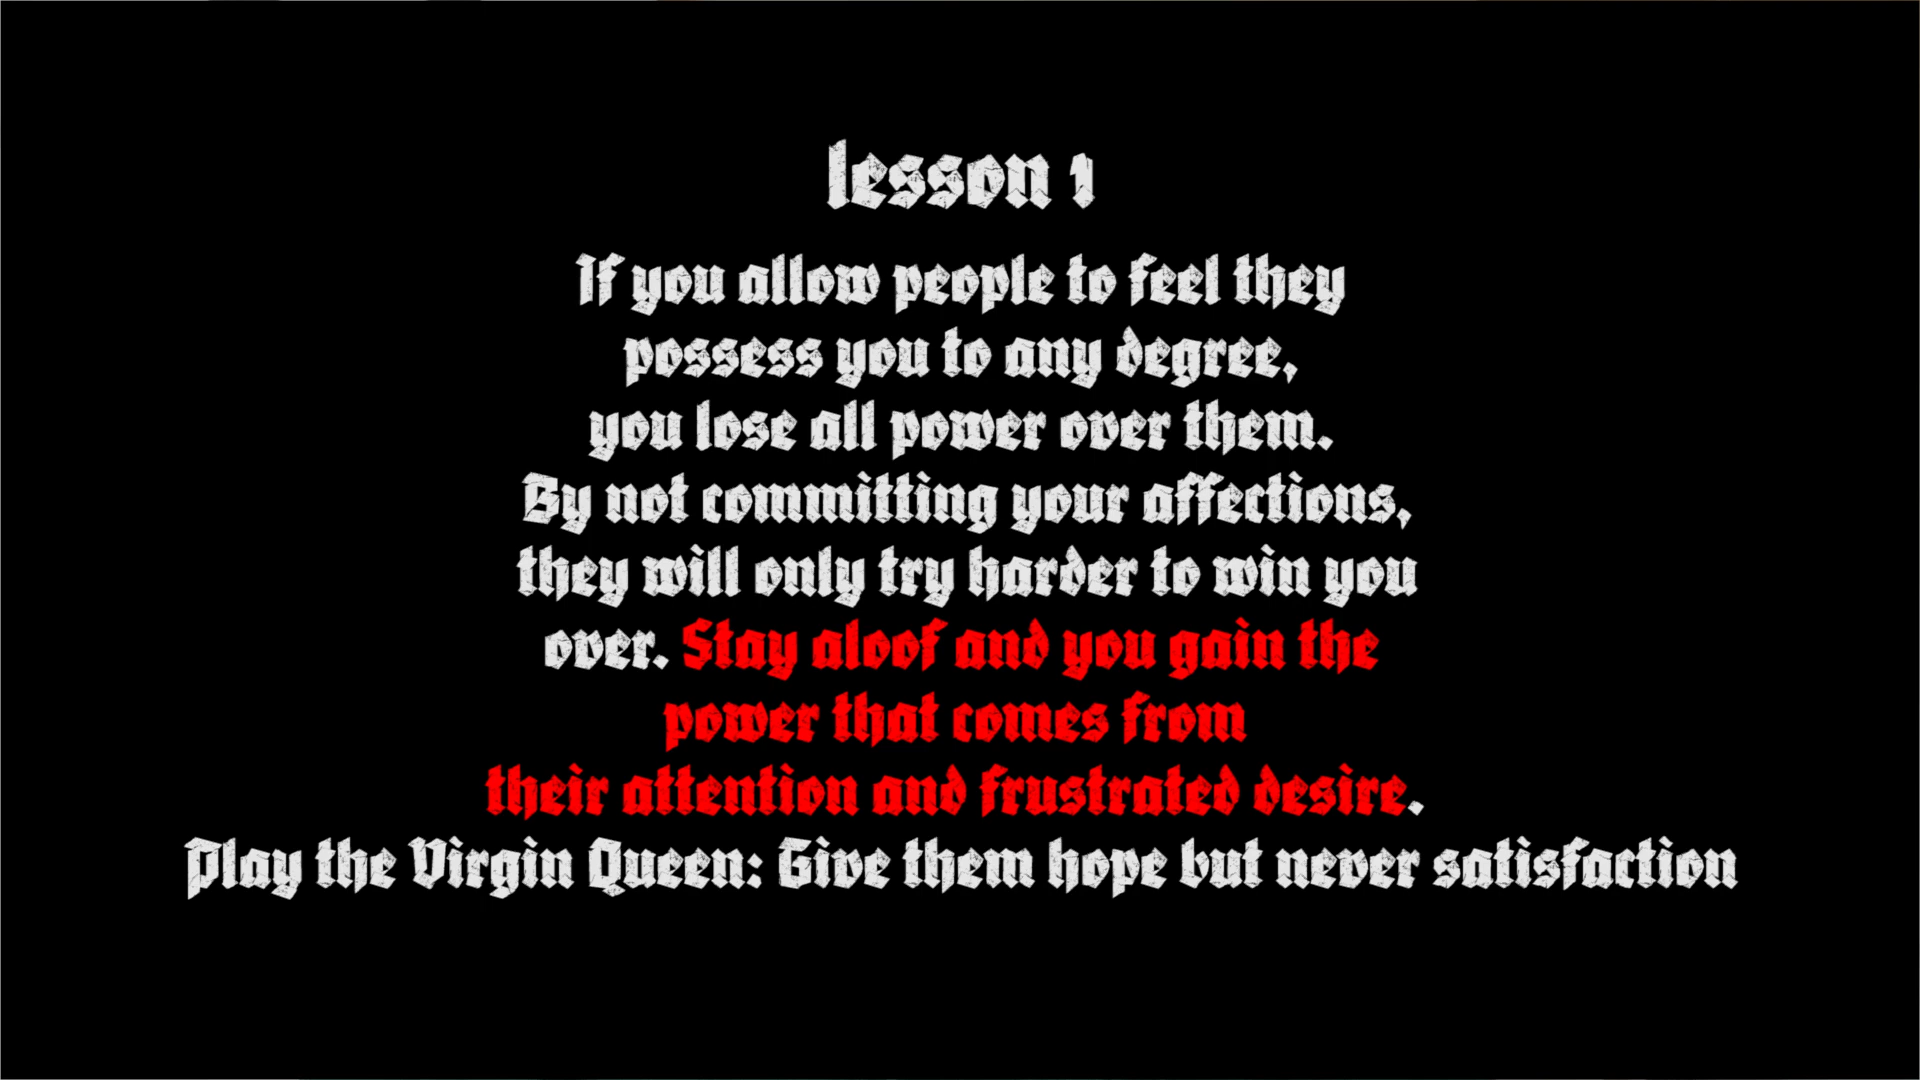 lesson 1
If you allow people to feel they
possess you to any degree,
you lose all power over them.
By not committing your affections,
they will only try harder to win you
over. Stay aloof and you gain the
power that comes from
their attention and frustrated desire.
Play the Virgin Queen: Give them hope but never satisfaction